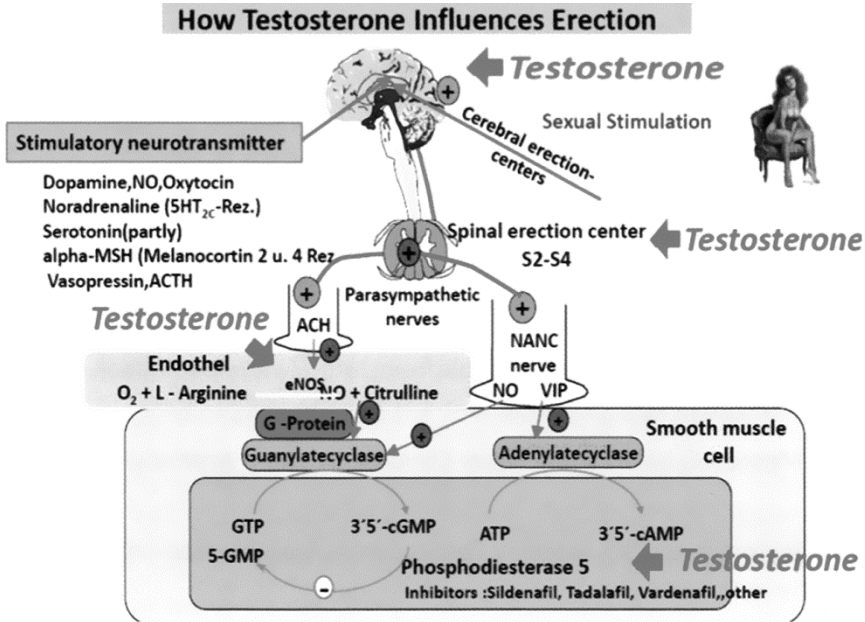 How Testosterone Influences Erection
Testosterone
Sexual Stimulation
Cerebral erection-
centers
Stimulatory neurotransmitter
Dopamine,NO,Oxytocin
Noradrenaline (5HT2C-Rez.)
Serotonin(partly)
alpha-MSH (Melanocortin 2 u. 4 Rez
Vasopressin,ACTH
Spinal erection center
S2-S4
Testosterone
Parasympathetic
nerves
Testosterone
+
+
+
+
ACH
+
NANC
nerve
NO VIP
Endothel
eNOS
O2 + L - Arginine
NO + Citrulline
+
+
+
G -Protein
Guanylatecyclase
Adenylatecyclase
Smooth muscle
cell
GTP
3´5´-cGMP
ATP
3´5´-cAMP
5-GMP
-
Phosphodiesterase 5
Testosterone
Inhibitors :Sildenafil, Tadalafil, Vardenafil,,other